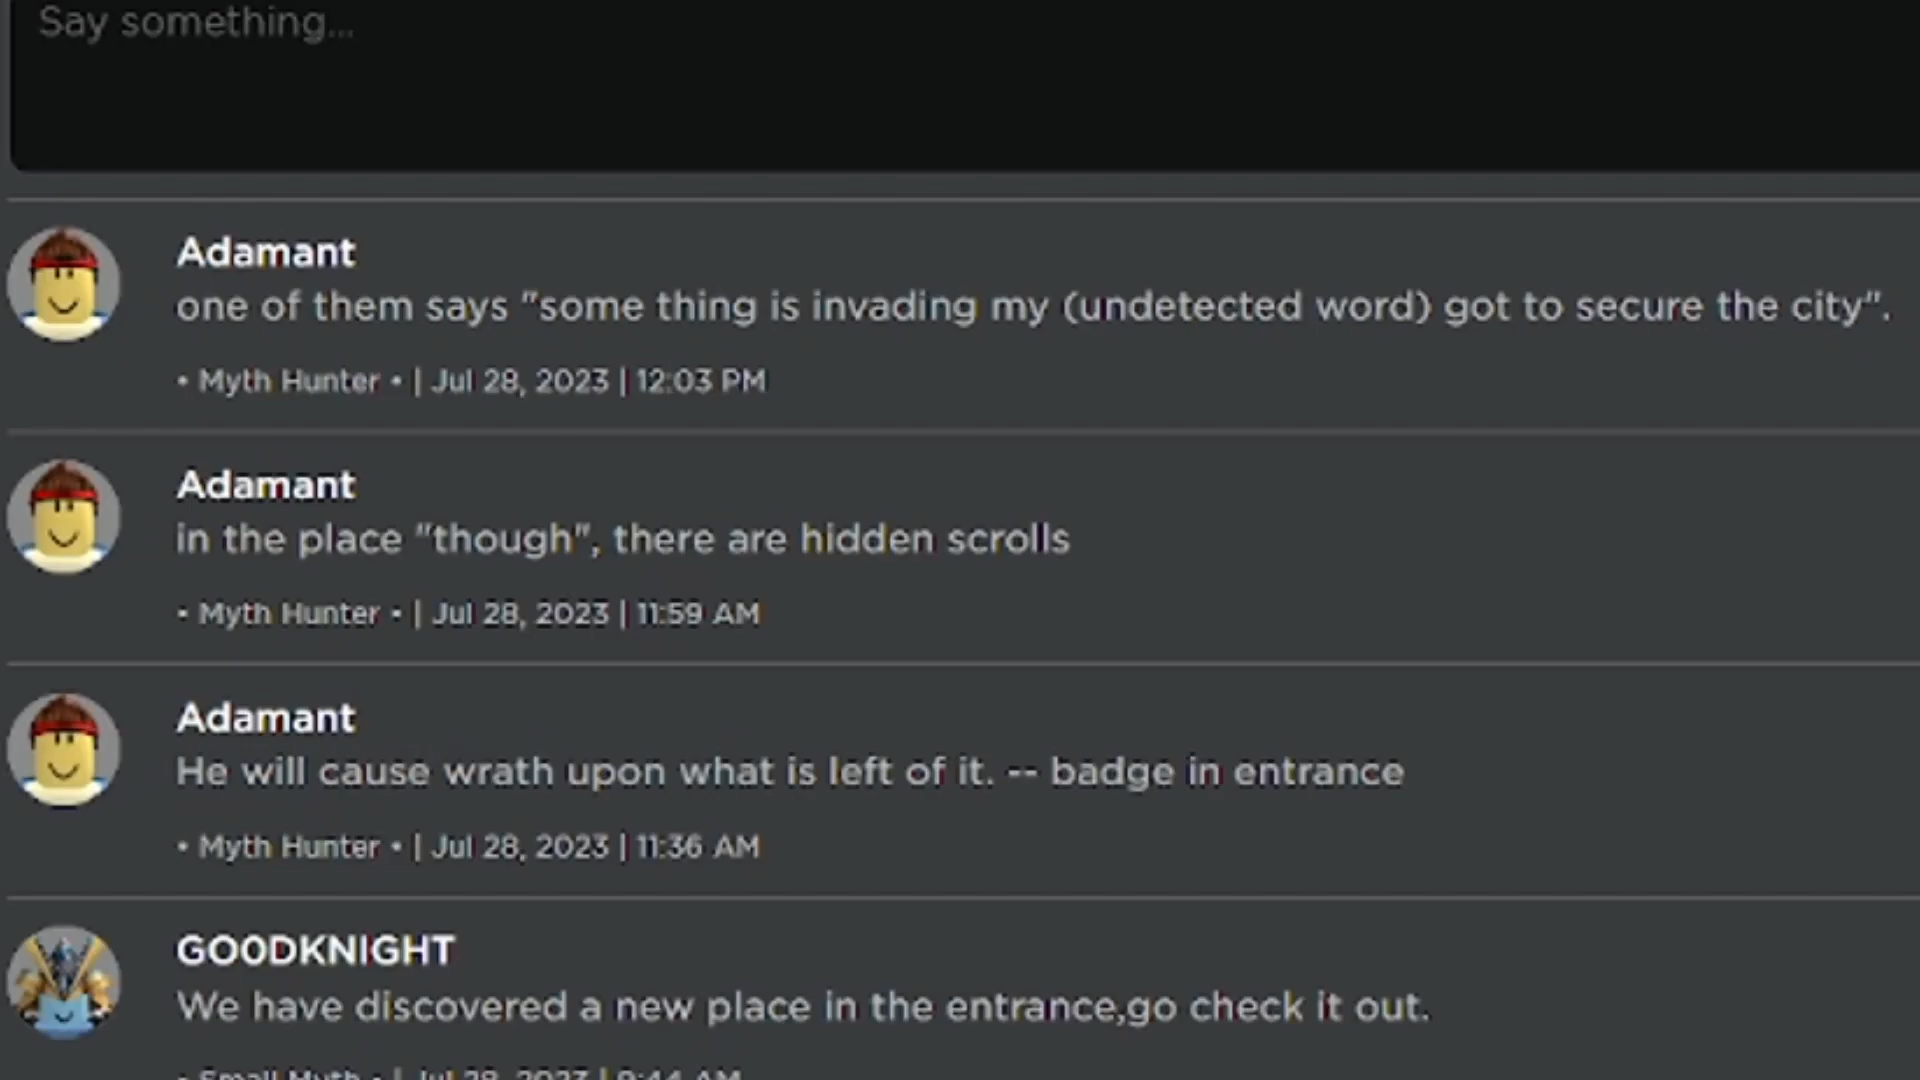 Say something...
Adamant
one of them says "some thing is invading my (undetected word) got to secure the city".
• Myth Hunter • | Jul 28, 2023 | 12:03 PM
Adamant
in the place "though", there are hidden scrolls
• Myth Hunter • | Jul 28, 2023 | 11:59 AM
Adamant
He will cause wrath upon what is left of it. -- badge in entrance
• Myth Hunter • | Jul 28, 2023 | 11:36 AM
GO0DKNIGHT
We have discovered a new place in the entrance,go check it out.
• Small Myth • | Jul 28, 2023 | 9:44 AM